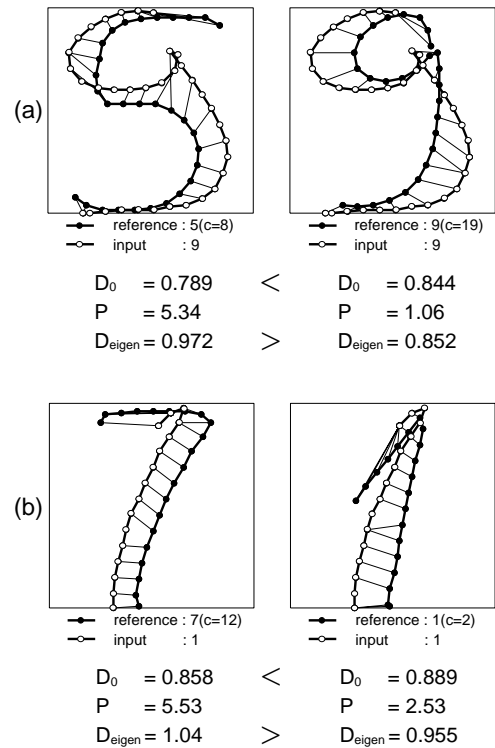 (a)
reference : 5(c=8) reference : 9(c=19)
input : 9 input : 9
D0 = 0.789 < D0 = 0.844
P = 5.34 P = 1.06
Deigen = 0.972 > Deigen = 0.852
(b)
reference : 7(c=12) reference : 1(c=2)
input : 1 input : 1
D0 = 0.858 < D0 = 0.889
P = 5.53 P = 2.53
Deigen = 1.04 > Deigen = 0.955